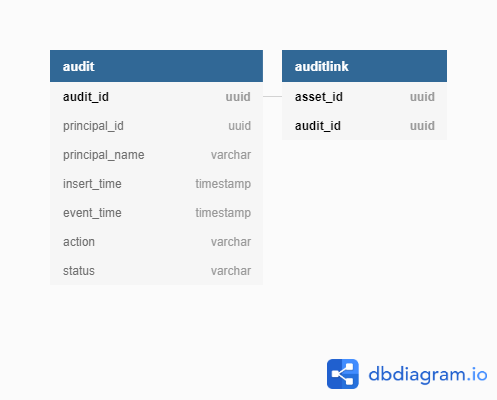 audit
audit_id uuid
principal_id uuid
principal_name varchar
insert_time timestamp
event_time timestamp
action varchar
status varchar
auditlink
asset_id uuid
audit_id uuid
dbdiagram.io